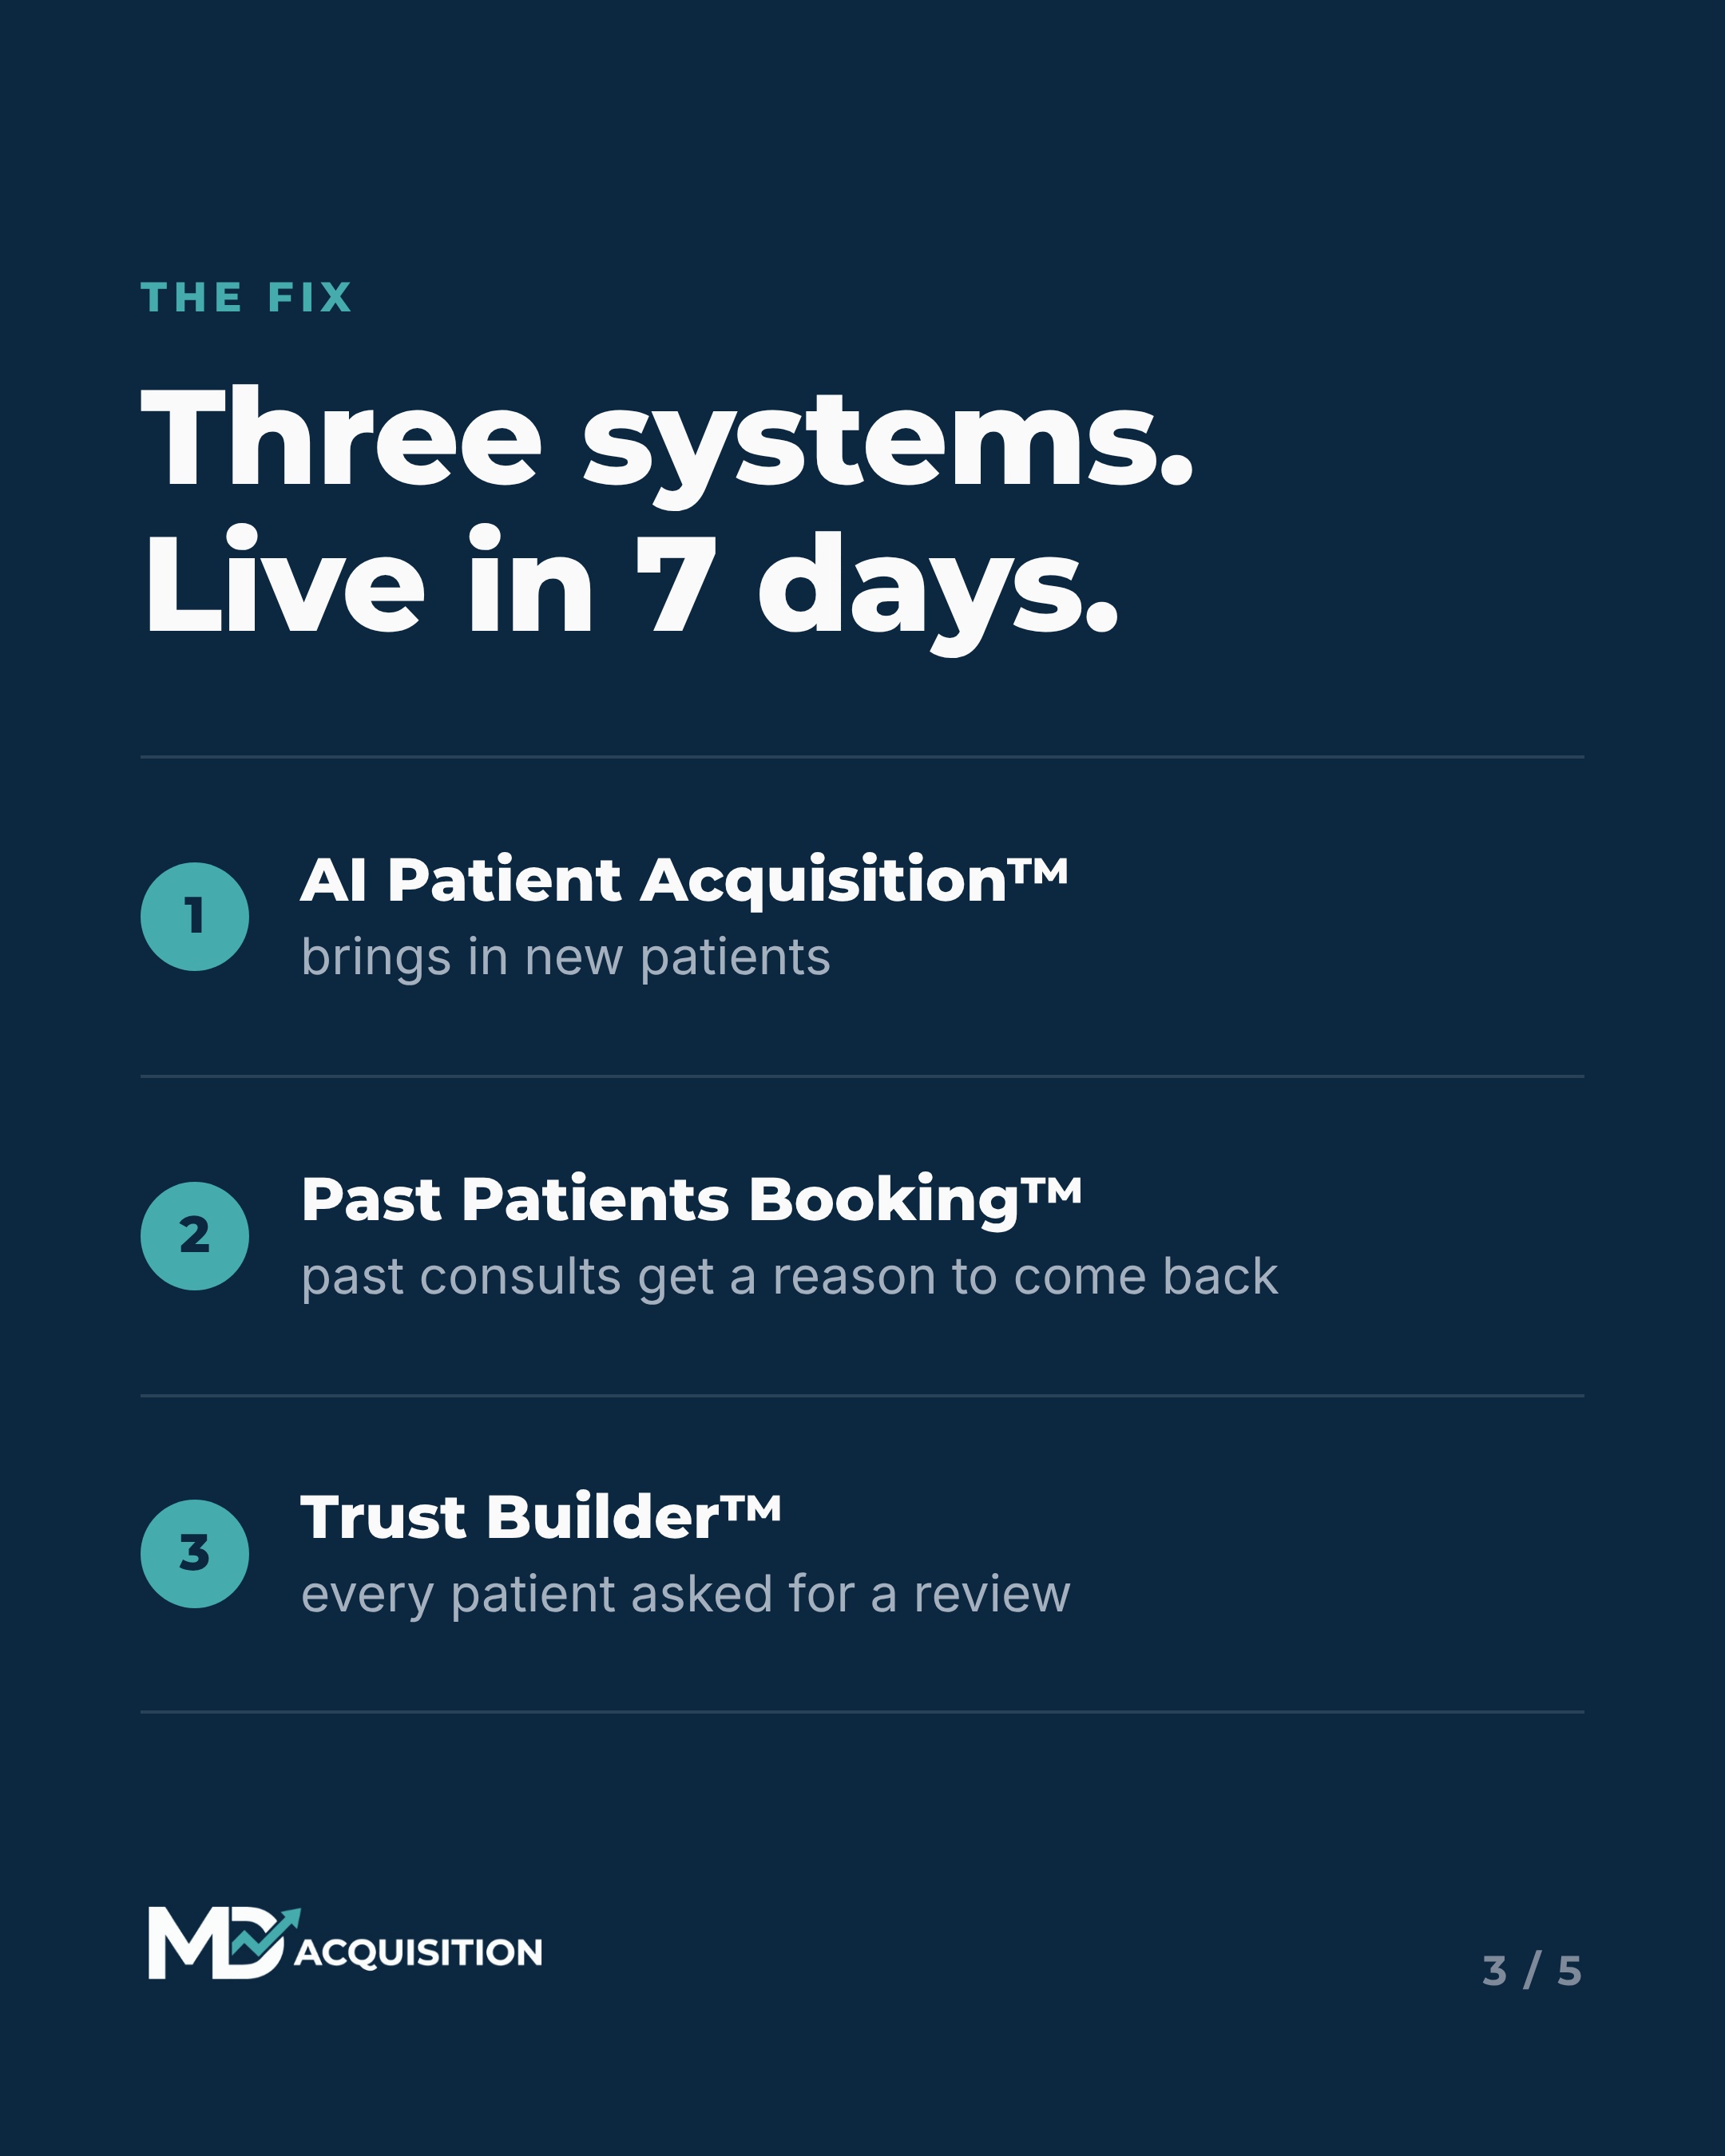 THE FIX
Three systems.
Live in 7 days.
1
AI Patient Acquisition™
brings in new patients
2
Past Patients Booking™
past consults get a reason to come back
3
Trust Builder™
every patient asked for a review
MD ACQUISITION
3 / 5